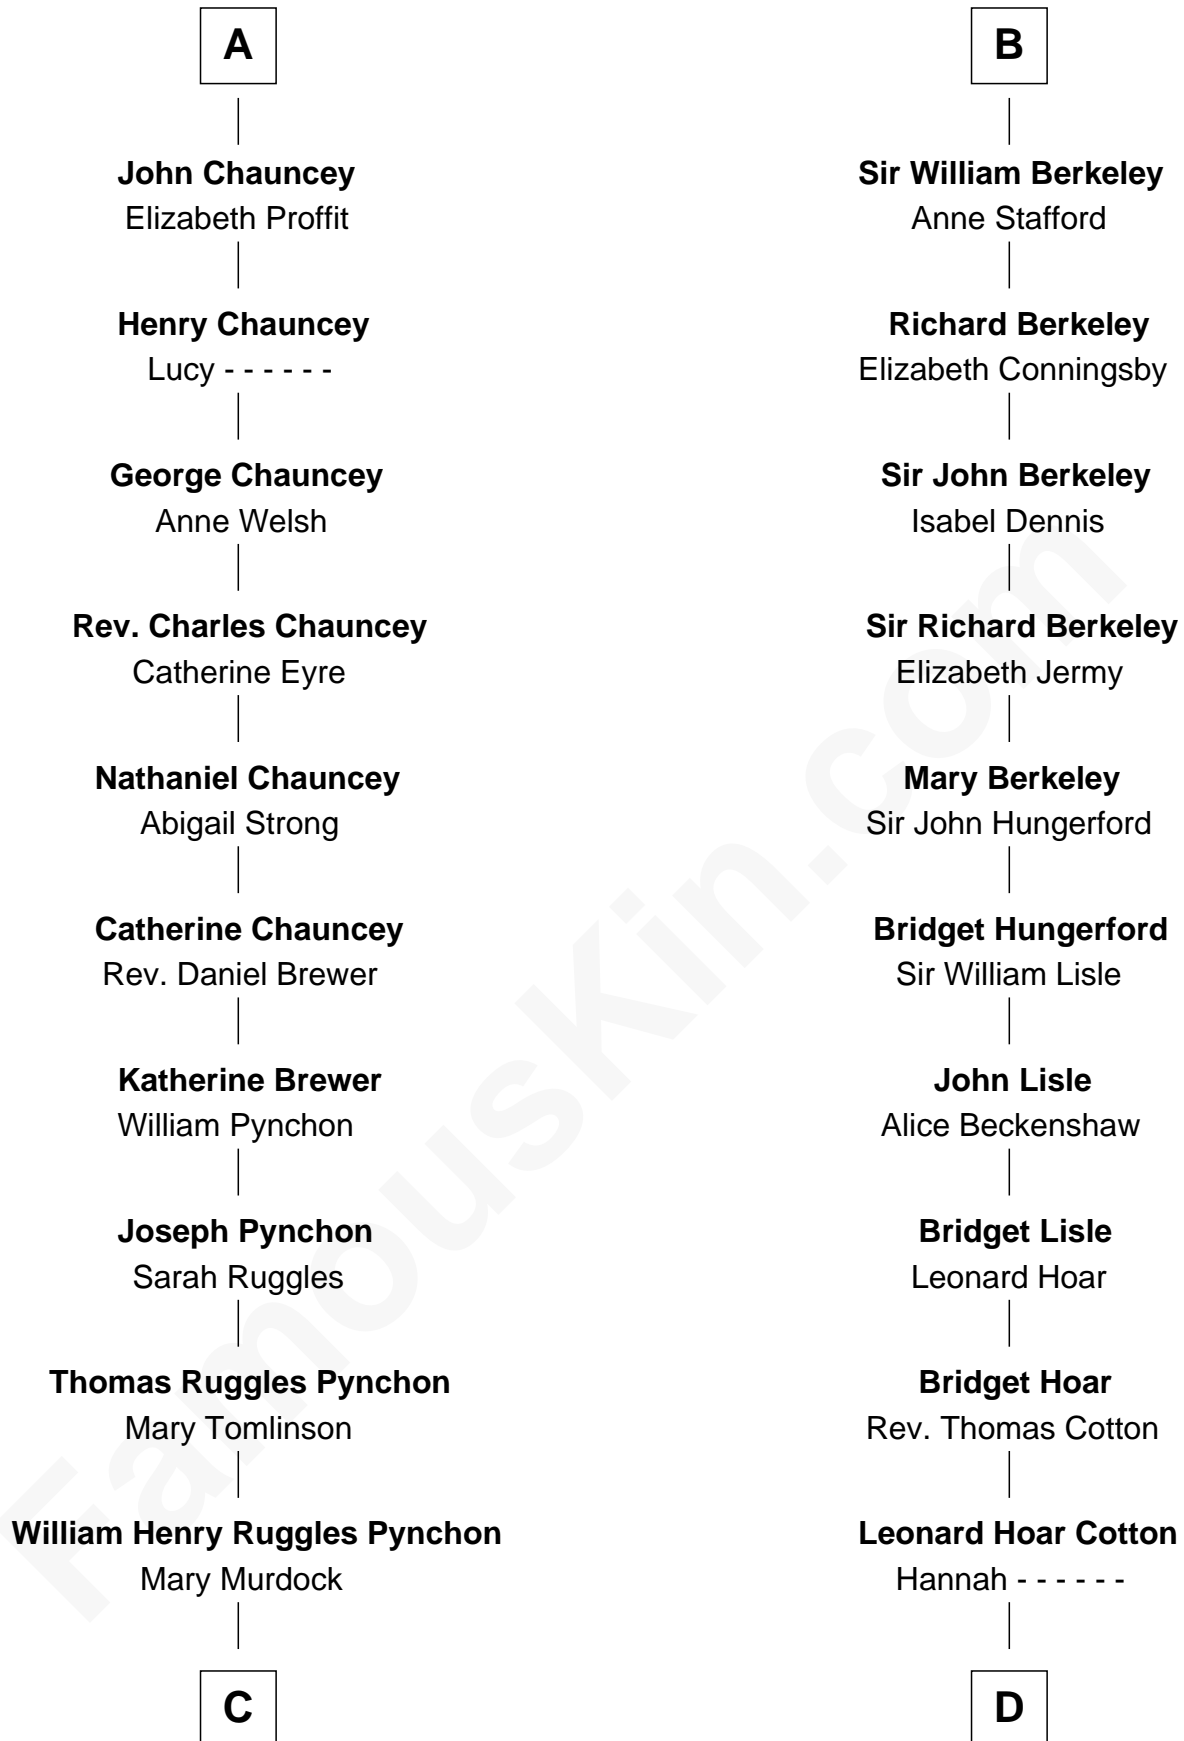 A
John Chauncey
Elizabeth Proffit
Henry Chauncey
Lucy - - - - - -
George Chauncey
Anne Welsh
Rev. Charles Chauncey
Catherine Eyre
Nathaniel Chauncey
Abigail Strong
Catherine Chauncey
Rev. Daniel Brewer
Katherine Brewer
William Pynchon
Joseph Pynchon
Sarah Ruggles
Thomas Ruggles Pynchon
Mary Tomlinson
William Henry Ruggles Pynchon
Mary Murdock
C
B
Sir William Berkeley
Anne Stafford
Richard Berkeley
Elizabeth Conningsby
Sir John Berkeley
Isabel Dennis
Sir Richard Berkeley
Elizabeth Jermy
Mary Berkeley
Sir John Hungerford
Bridget Hungerford
Sir William Lisle
John Lisle
Alice Beckenshaw
Bridget Lisle
Leonard Hoar
Bridget Hoar
Rev. Thomas Cotton
Leonard Hoar Cotton
Hannah - - - - - -
D
FamousKin.com